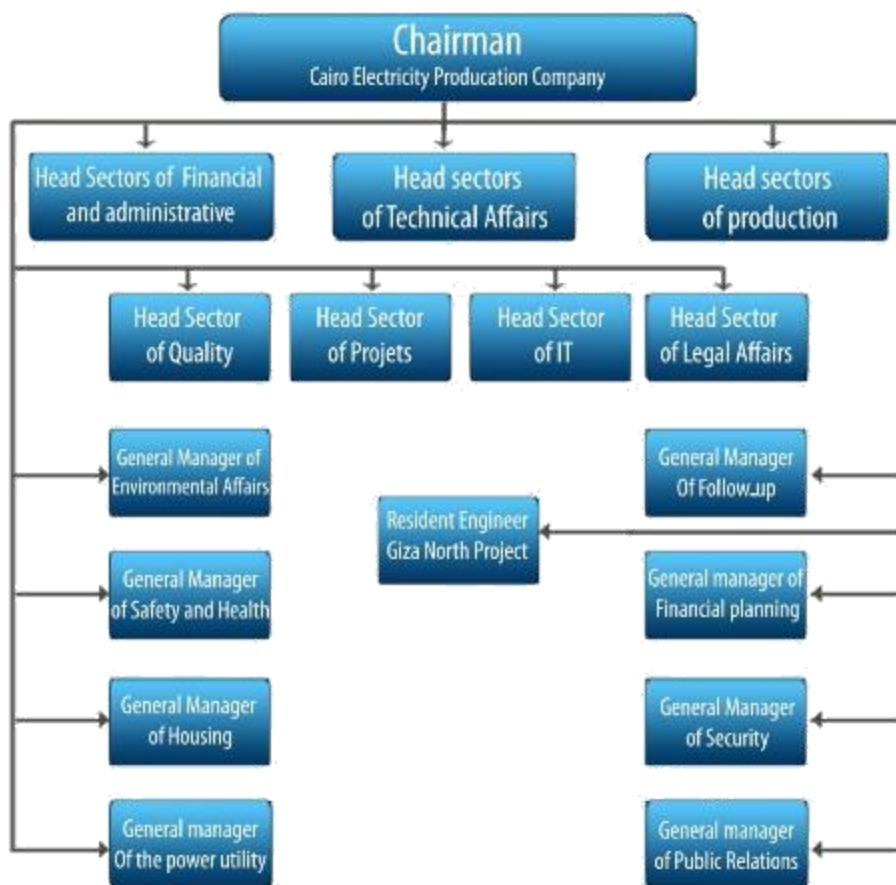 Chairman
Cairo Electricity Producation Company
Head Sectors of Financial
and administrative
Head sectors
of Technical Affairs
Head sectors
of production
Head Sector
of Quality
Head Sector
of Projets
Head Sector
of IT
Head Sector
of Legal Affairs
General Manager of
Environmental Affairs
General Manager
Of Follow_up
Resident Engineer
Giza North Project
General Manager
of Safety and Health
General manager of
Financial planning
General Manager
of Housing
General Manager
of Security
General manager
Of the power utility
General manager
of Public Relations